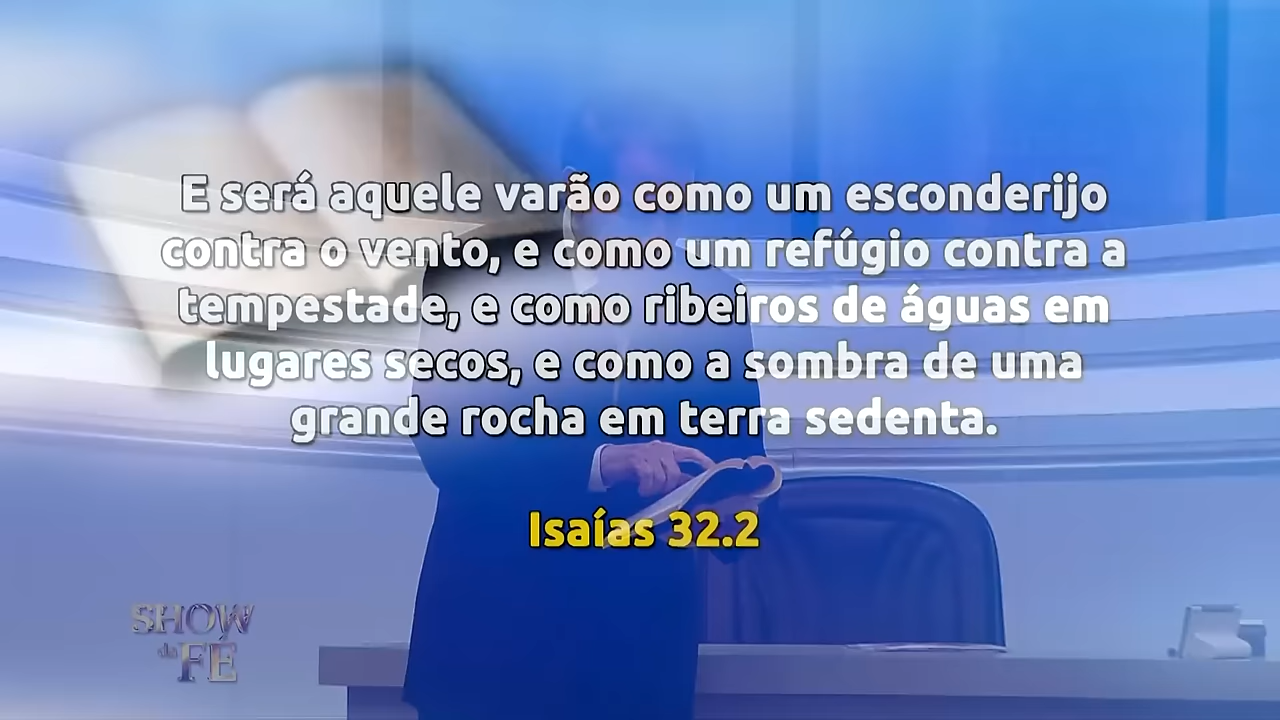 E será aquele varão como um esconderijo
contra o vento, e como um refúgio contra a
tempestade, e como ribeiros de águas em
lugares secos, e como a sombra de uma
grande rocha em terra sedenta.
Isaías 32.2
SHOW
da FÉ